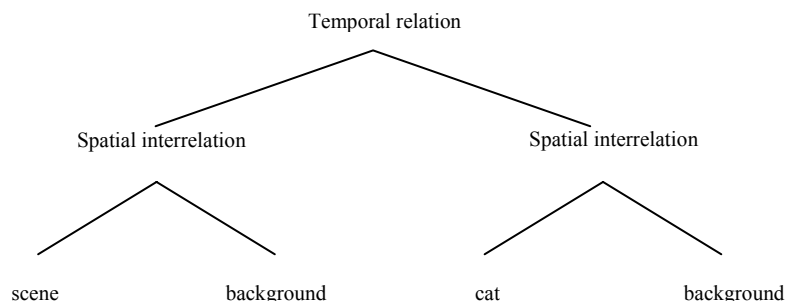 Temporal relation
Spatial interrelation Spatial interrelation
scene background cat background